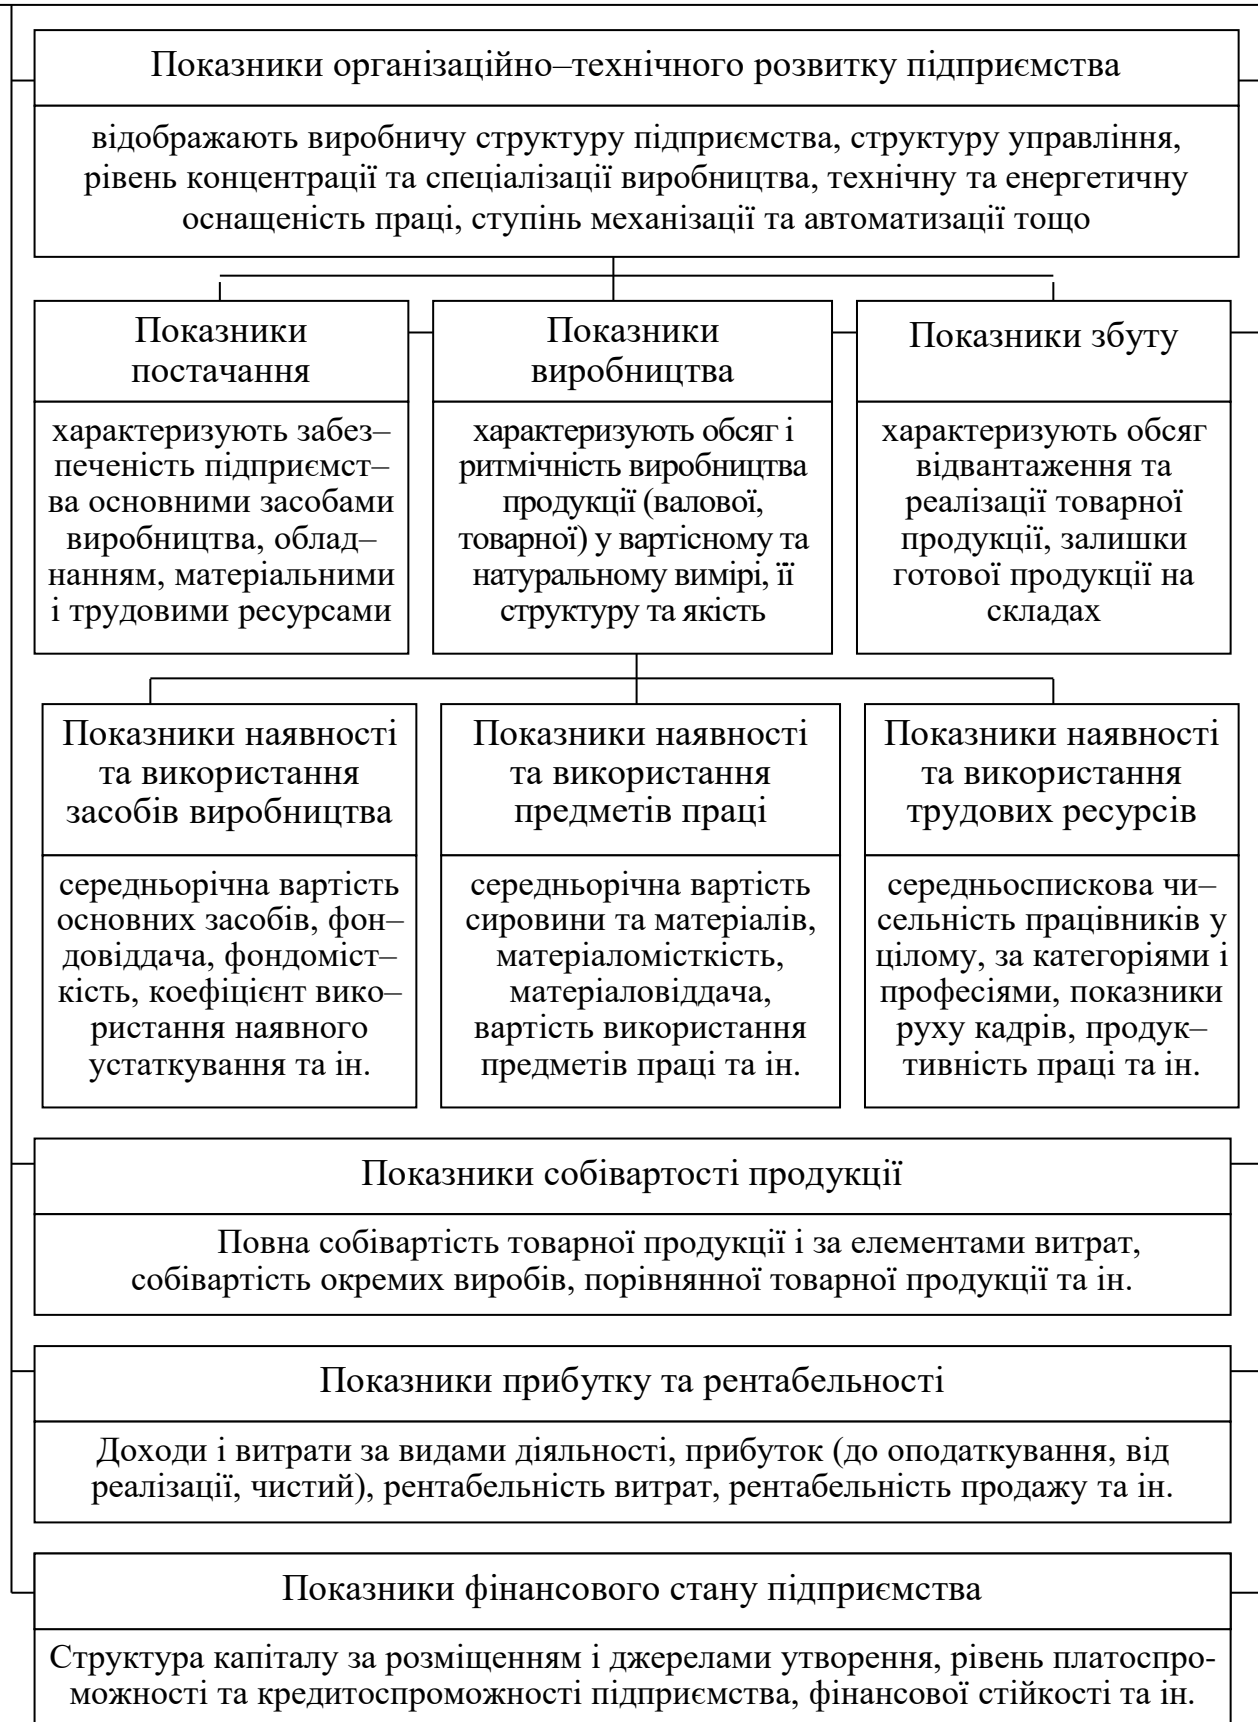 Показники організаційно–технічного розвитку підприємства
відображають виробничу структуру підприємства, структуру управління,
рівень концентрації та спеціалізації виробництва, технічну та енергетичну
оснащеність праці, ступінь механізації та автоматизації тощо
Показники
постачання
характеризують забез–
печеність підприємст–
ва основними засобами
виробництва, облад–
нанням, матеріальними
і трудовими ресурсами
Показники
виробництва
характеризують обсяг і
ритмічність виробництва
продукції (валової,
товарної) у вартісному та
натуральному вимірі, її
структуру та якість
Показники збуту
характеризують обсяг
відвантаження та
реалізації товарної
продукції, залишки
готової продукції на
складах
Показники наявності
та використання
засобів виробництва
середньорічна вартість
основних засобів, фон–
довіддача, фондоміст–
кість, коефіцієнт вико–
ристання наявного
устаткування та ін.
Показники наявності
та використання
предметів праці
середньорічна вартість
сировини та матеріалів,
матеріаломісткість,
матеріаловіддача,
вартість використання
предметів праці та ін.
Показники наявності
та використання
трудових ресурсів
середньоспискова чи–
сельність працівників у
цілому, за категоріями і
професіями, показники
руху кадрів, продук–
тивність праці та ін.
Показники собівартості продукції
Повна собівартість товарної продукції і за елементами витрат,
собівартість окремих виробів, порівнянної товарної продукції та ін.
Показники прибутку та рентабельності
Доходи і витрати за видами діяльності, прибуток (до оподаткування, від
реалізації, чистий), рентабельність витрат, рентабельність продажу та ін.
Показники фінансового стану підприємства
Структура капіталу за розміщенням і джерелами утворення, рівень платоспро-
можності та кредитоспроможності підприємства, фінансової стійкості та ін.